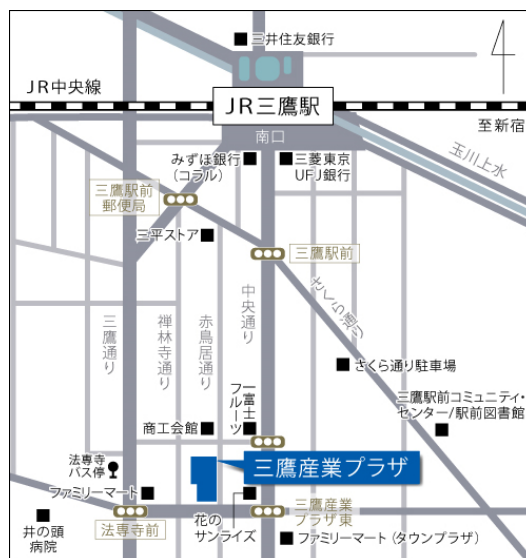 三井住友銀行
JR中央線
JR三鷹駅
至新宿
南口
玉川上水
みずほ銀行
(コラル)
三菱東京
UFJ銀行
三鷹駅前
郵便局
三平ストア
三鷹駅前
さくら通り
中央通り
三鷹通り
禅林寺通り
赤鳥居通り
さくら通り駐車場
一富士
フルーツ
三鷹駅前コミュニティ・
センター/駅前図書館
商工会館
三鷹産業プラザ
法専寺
バス停
ファミリーマート
井の頭
病院
法専寺前
花の
サンライズ
三鷹産業
プラザ東
ファミリーマート(タウンプラザ)